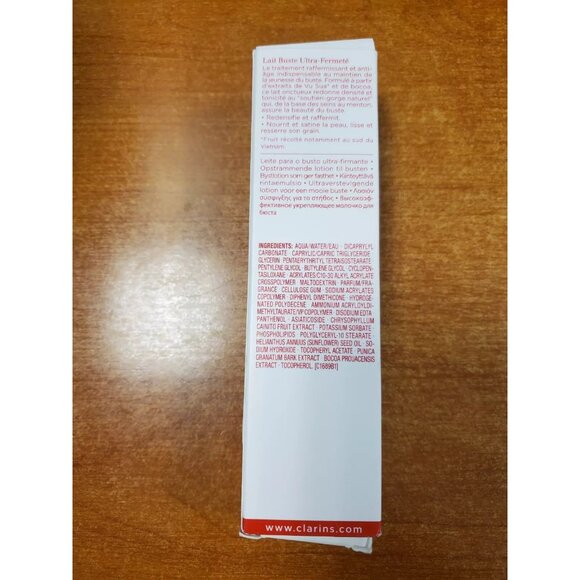 Lait Buste Ultra-Fermeté
Le traitement raffermissant et anti-
âge, indispensable au maintien de
la jeunesse du buste. Formulé à partir
d'extraits de Vu Sua* et de bocoa,
ce lait onctueux redonne densité et
tonicité au "soutien-gorge naturel"
qui, de la base des seins au menton,
assure la beauté du buste.
• Redensifie et raffermit.
• Nourrit et satine la peau, lisse et
resserre son grain.
*Fruit récolté notamment au sud du
Vietnam.
Leite para o busto ultra-firmante •
Opstrammende lotion til busten •
Bystlotion som ger fasthet • Kiinteyttävä
rintaemulsio • Ultraverstevigende
lotion voor een mooie buste • Λοσιόν
σύσφιγξης για το στήθος • Высокоэф-
фективное укрепляющее молочко для
бюста
INGREDIENTS: AQUA/WATER/EAU • DICAPRYLYL
CARBONATE • CAPRYLIC/CAPRIC TRIGLYCERIDE
GLYCERIN • PENTAERYTHRITYL TETRAISOSTEARATE
PENTYLENE GLYCOL • BUTYLENE GLYCOL • CYCLOPEN-
TASILOXANE • ACRYLATES/C10-30 ALKYL ACRYLATE
CROSSPOLYMER • MALTODEXTRIN • PARFUM/FRA-
GRANCE • CELLULOSE GUM • SODIUM ACRYLATES
COPOLYMER • DIPHENYL DIMETHICONE • HYDROGE-
NATED POLYDECENE • AMMONIUM ACRYLOYLDI-
METHYLTAURATE/VP COPOLYMER • DISODIUM EDTA
PANTHENOL • ASIATICOSIDE • CHRYSOPHYLLUM
CAINITO FRUIT EXTRACT • POTASSIUM SORBATE •
PHOSPHOLIPIDS • POLYGLYCERYL-10 STEARATE
HELIANTHUS ANNUUS (SUNFLOWER) SEED OIL • SO-
DIUM HYDROXIDE • TOCOPHERYL ACETATE • PUNICA
GRANATUM BARK EXTRACT • BOCOA PROUACENSIS
EXTRACT • TOCOPHEROL. [C1689B1]
www.clarins.com